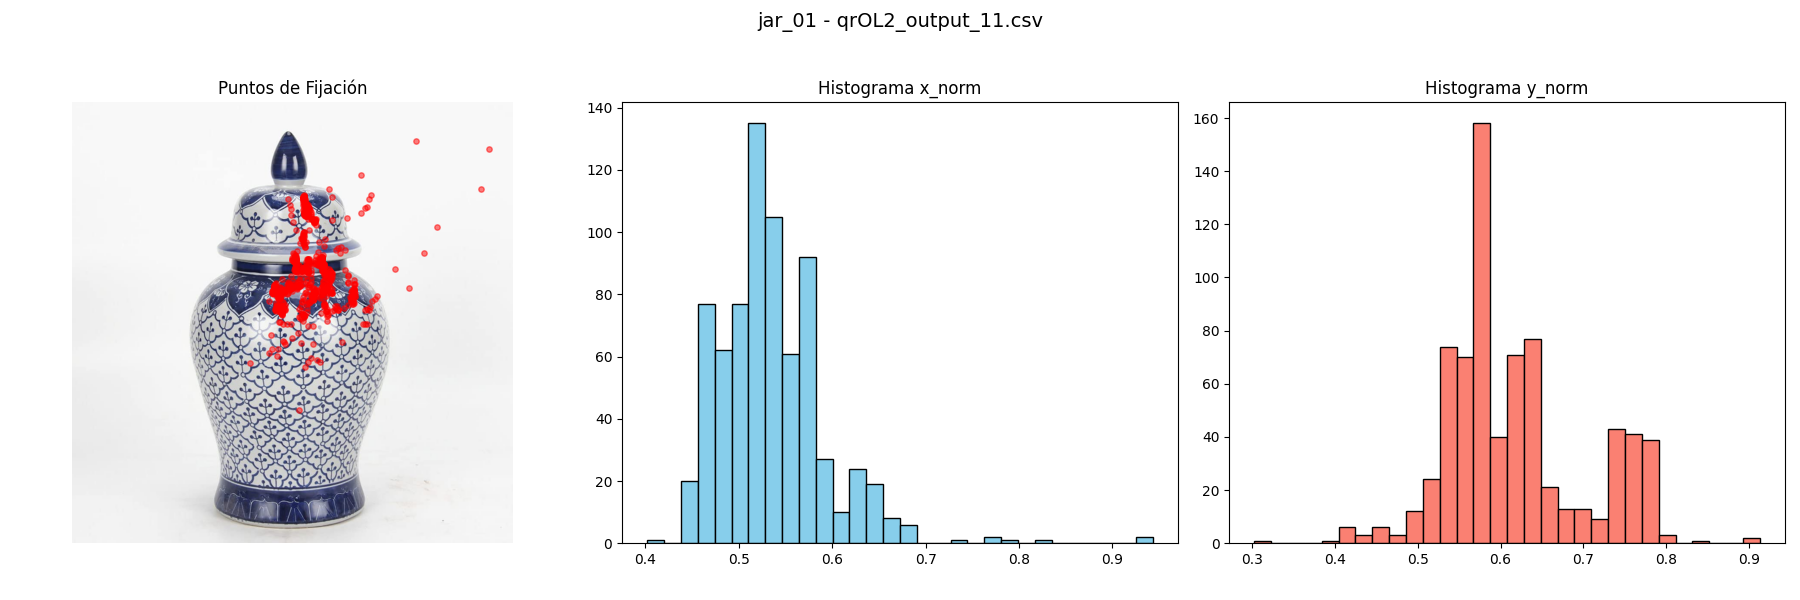 jar_01 - qrOL2_output_11.csv
Puntos de Fijación
Histograma x_norm
140
120
100
80
60
40
20
0
0.4 0.5 0.6 0.7 0.8 0.9
Histograma y_norm
160
140
120
100
80
60
40
20
0
0.3 0.4 0.5 0.6 0.7 0.8 0.9